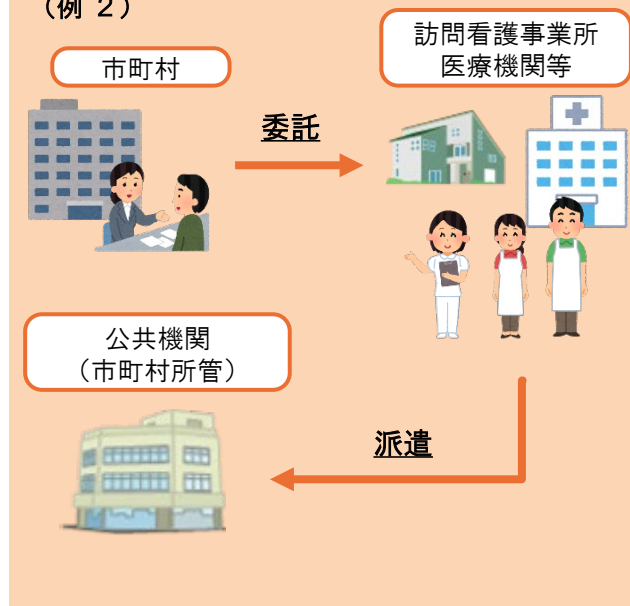 （例 2）
市町村
訪問看護事業所
医療機関等
委託
公共機関
（市町村所管）
派遣